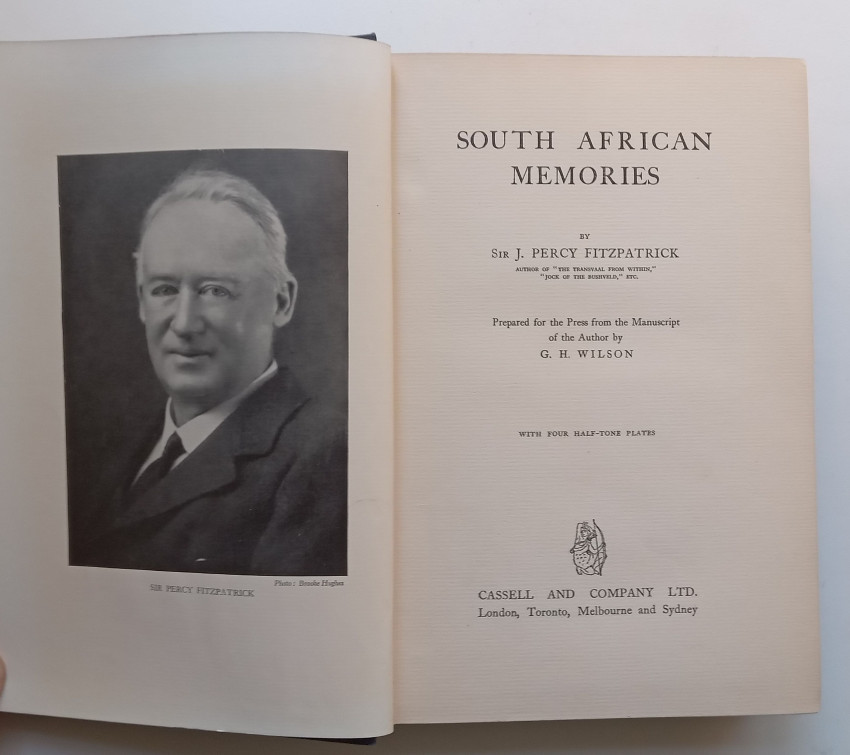 Photo: Brooke Hughes
SIR PERCY FITZPATRICK
SOUTH AFRICAN
MEMORIES
BY
SIR J. PERCY FITZPATRICK
AUTHOR OF "THE TRANSVAAL FROM WITHIN,"
"JOCK OF THE BUSHVELD," ETC.
Prepared for the Press from the Manuscript
of the Author by
G. H. WILSON
WITH FOUR HALF-TONE PLATES
CASSELL AND COMPANY LTD.
London, Toronto, Melbourne and Sydney